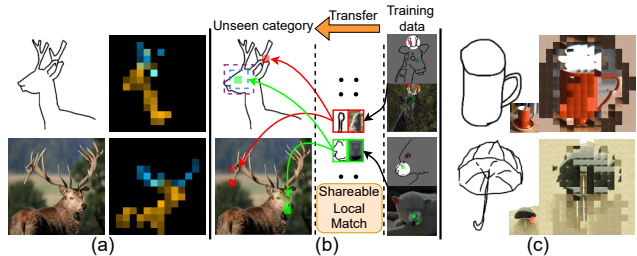 Unseen category
Transfer
Training
data
Shareable
Local
Match
(a)
(b)
(c)